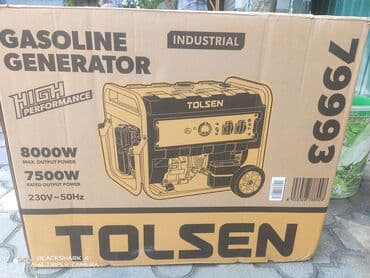 GASOLINE
GENERATOR
INDUSTRIAL
79993
HIGH
PERFORMANCE
TOLSEN
8000W
MAX. OUTPUT POWER
7500W
RATED OUTPUT POWER
230V~50Hz
TOLSEN
BLACKSHARK 4
TRIPLE CAMERA